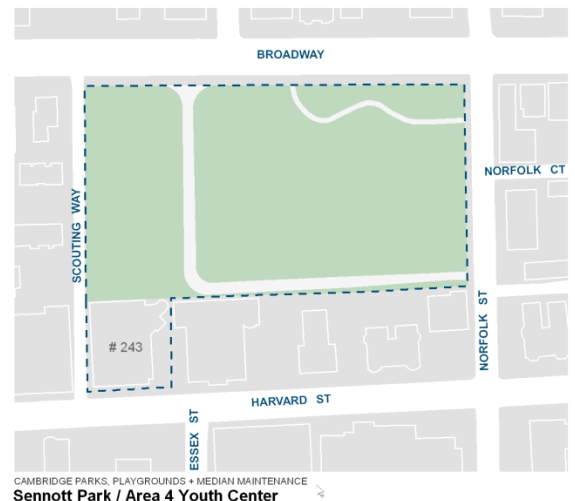 BROADWAY
NORFOLK CT
SCOUTING WAY
# 243
NORFOLK ST
HARVARD ST
ESSEX ST
CAMBRIDGE PARKS, PLAYGROUNDS + MEDIAN MAINTENANCE
Sennott Park / Area 4 Youth Center